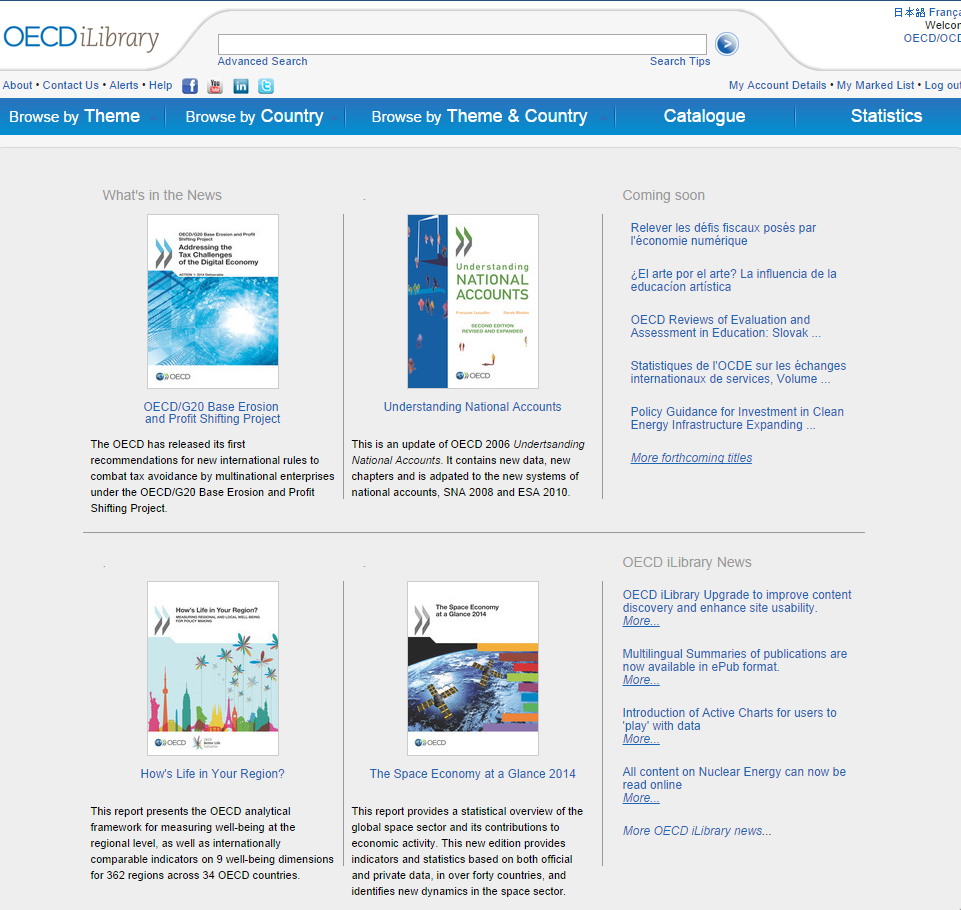 日本語 França
Welcom
OECD/OCD
OECDiLibrary
Advanced Search
Search Tips
About • Contact Us • Alerts • Help
My Account Details • My Marked List • Log out
Browse by Theme
Browse by Country
Browse by Theme & Country
Catalogue
Statistics
What's in the News
OECD/G20 Base Erosion and Profit
Shifting Project
Addressing the
Tax Challenges
of the Digital Economy
ACTION 1: 2014 Deliverable
OECD
OECD/G20 Base Erosion
and Profit Shifting Project
The OECD has released its first
recommendations for new international rules to
combat tax avoidance by multinational enterprises
under the OECD/G20 Base Erosion and Profit
Shifting Project.
.
Understanding
NATIONAL
ACCOUNTS
SECOND EDITION
REVISED AND EXPANDED
OECD
Understanding National Accounts
This is an update of OECD 2006 Undertsanding
National Accounts. It contains new data, new
chapters and is adpated to the new systems of
national accounts, SNA 2008 and ESA 2010.
Coming soon
Relever les défis fiscaux posés par
l'économie numérique
¿El arte por el arte? La influencia de la
educacíon artística
OECD Reviews of Evaluation and
Assessment in Education: Slovak ...
Statistiques de l'OCDE sur les échanges
internationaux de services, Volume ...
Policy Guidance for Investment in Clean
Energy Infrastructure Expanding ...
More forthcoming titles
.
How's Life in Your Region?
MEASURING REGIONAL AND LOCAL WELL-BEING
FOR POLICY MAKING
OECD
How's Life in Your Region?
This report presents the OECD analytical
framework for measuring well-being at the
regional level, as well as internationally
comparable indicators on 9 well-being dimensions
for 362 regions across 34 OECD countries.
.
The Space Economy
at a Glance 2014
OECD
The Space Economy at a Glance 2014
This report provides a statistical overview of the
global space sector and its contributions to
economic activity. This new edition provides
indicators and statistics based on both official
and private data, in over forty countries, and
identifies new dynamics in the space sector.
OECD iLibrary News
OECD iLibrary Upgrade to improve content
discovery and enhance site usability.
More...
Multilingual Summaries of publications are
now available in ePub format.
More...
Introduction of Active Charts for users to
'play' with data
More...
All content on Nuclear Energy can now be
read online
More...
More OECD iLibrary news...